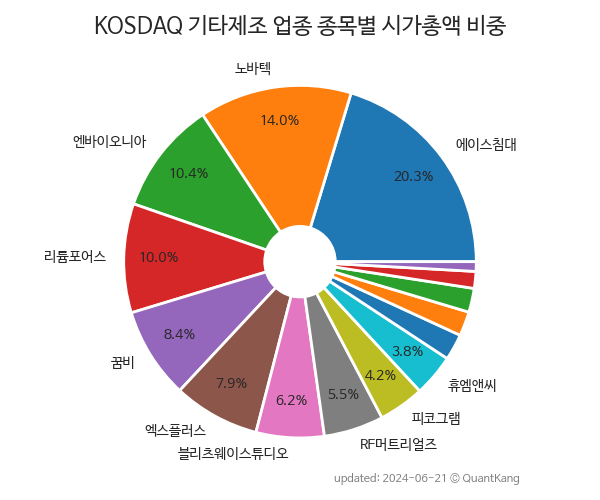 KOSDAQ 기타제조 업종 종목별 시가총액 비중
노바텍
14.0%
에이스침대
20.3%
엔바이오니아
10.4%
리튬포어스
10.0%
꿈비
8.4%
엑스플러스
7.9%
블리츠웨이스튜디오
6.2%
RF머트리얼즈
5.5%
피코그램
4.2%
휴엠앤씨
3.8%
updated: 2024-06-21 © QuantKang